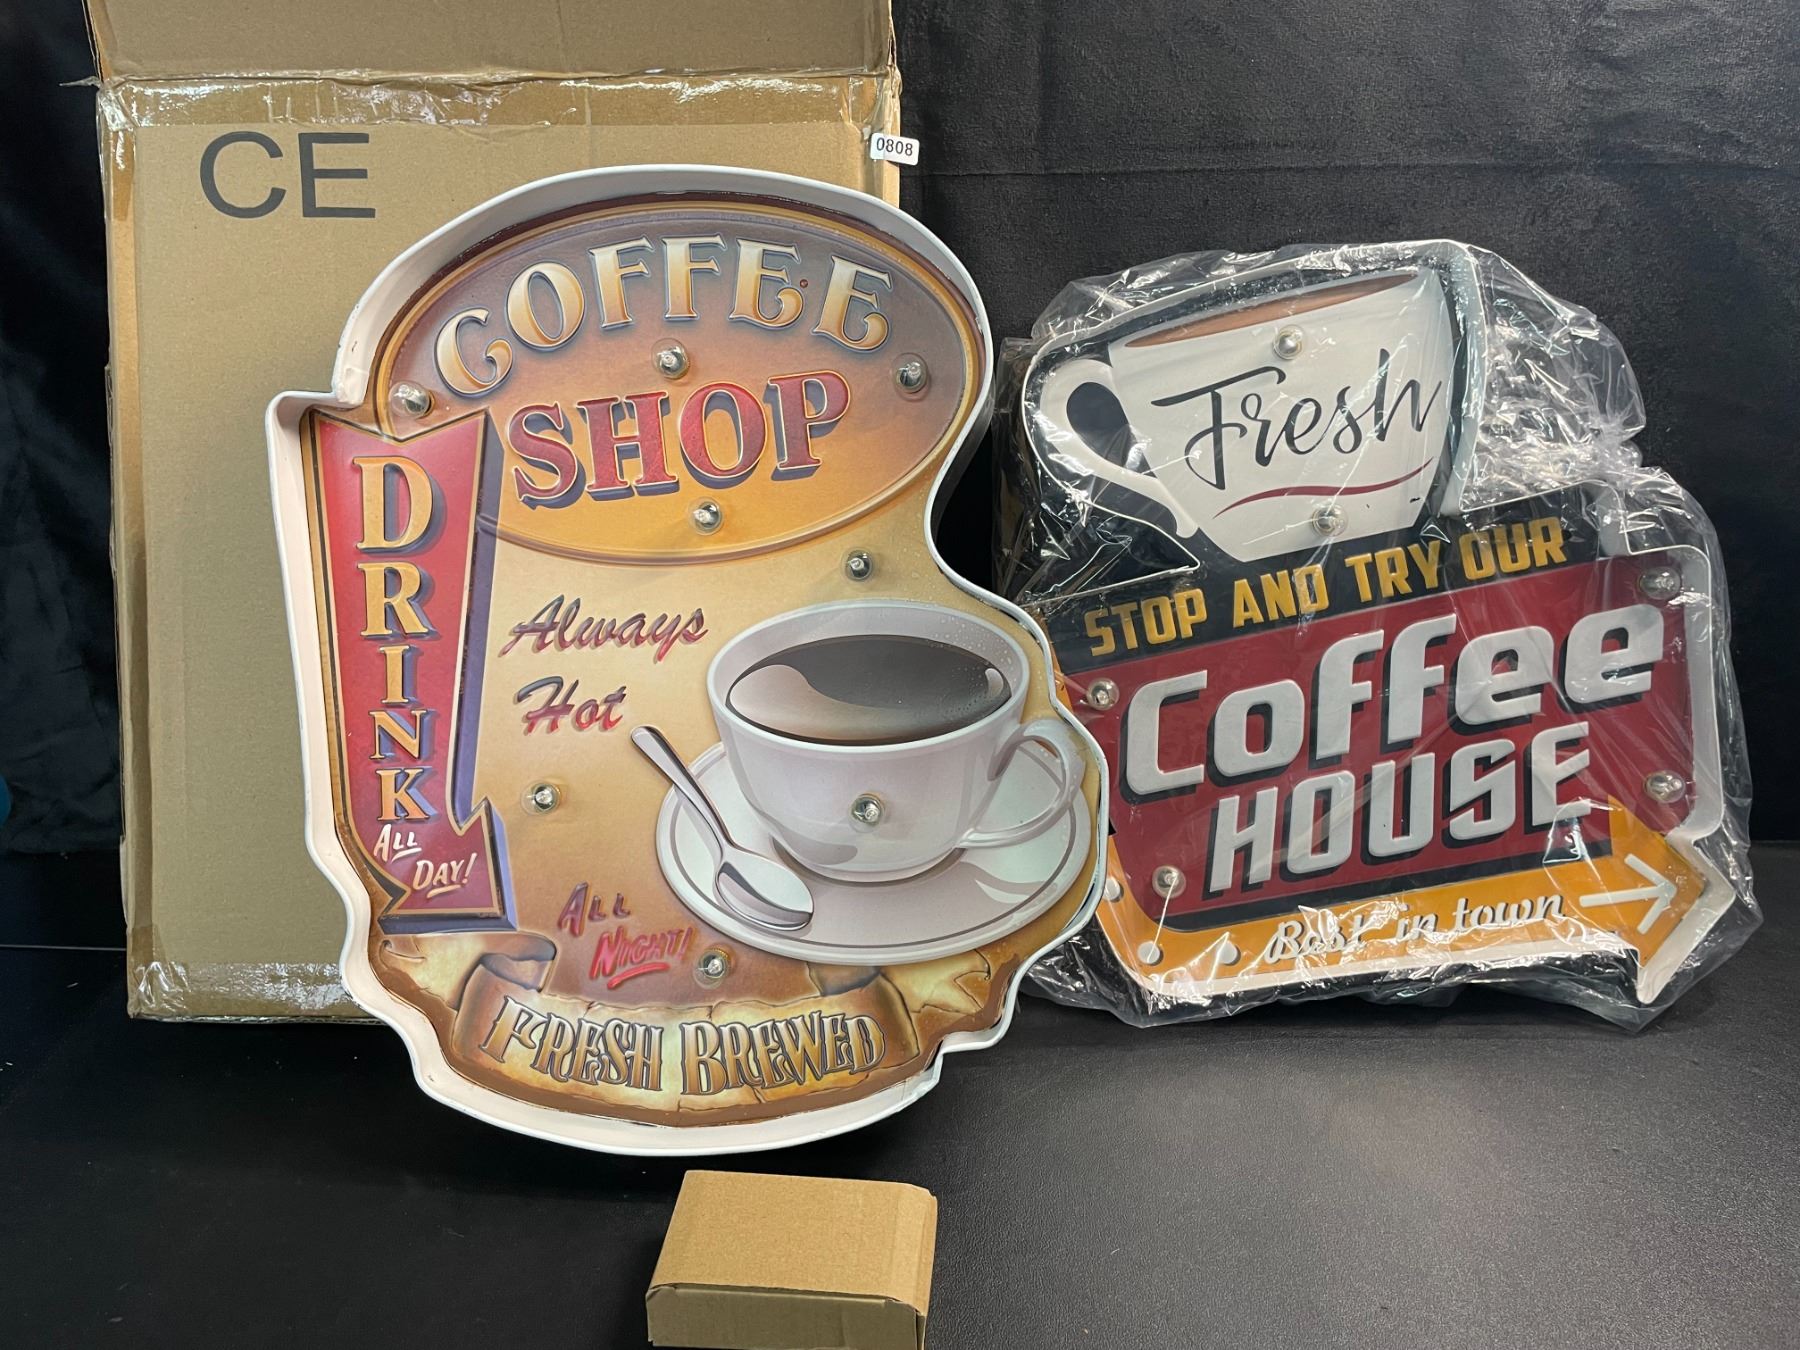 CE
0808
COFFEE
SHOP
DRINK
ALL
DAY!
Always
Hot
ALL
NIGHT!
FRESH BREWED
Fresh
STOP AND TRY OUR
Coffee
HOUSE
Best in town